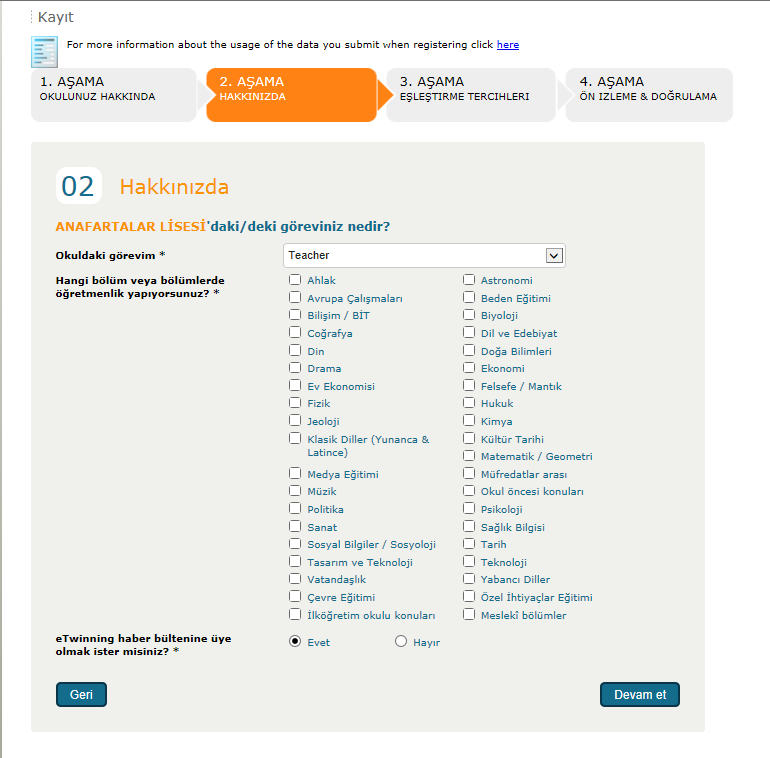 Kayıt
For more information about the usage of the data you submit when registering click here
1. AŞAMA
OKULUNUZ HAKKINDA
2. AŞAMA
HAKKINIZDA
3. AŞAMA
EŞLEŞTIRME TERCIHLERI
4. AŞAMA
ÖN IZLEME & DOĞRULAMA
02 Hakkınızda
ANAFARTALAR LİSESİ'daki/deki göreviniz nedir?
Okuldaki görevim * Teacher
Hangi bölüm veya bölümlerde
öğretmenlik yapıyorsunuz? *
Ahlak
Avrupa Çalışmaları
Bilişim / BİT
Coğrafya
Din
Drama
Ev Ekonomisi
Fizik
Jeoloji
Klasik Diller (Yunanca &
Latince)
Medya Eğitimi
Müzik
Politika
Sanat
Sosyal Bilgiler / Sosyoloji
Tasarım ve Teknoloji
Vatandaşlık
Çevre Eğitimi
İlköğretim okulu konuları
Astronomi
Beden Eğitimi
Biyoloji
Dil ve Edebiyat
Doğa Bilimleri
Ekonomi
Felsefe / Mantık
Hukuk
Kimya
Kültür Tarihi
Matematik / Geometri
Müfredatlar arası
Okul öncesi konuları
Psikoloji
Sağlık Bilgisi
Tarih
Teknoloji
Yabancı Diller
Özel İhtiyaçlar Eğitimi
Meslekî bölümler
eTwinning haber bültenine üye
olmak ister misiniz? *
Evet Hayır
Geri Devam et